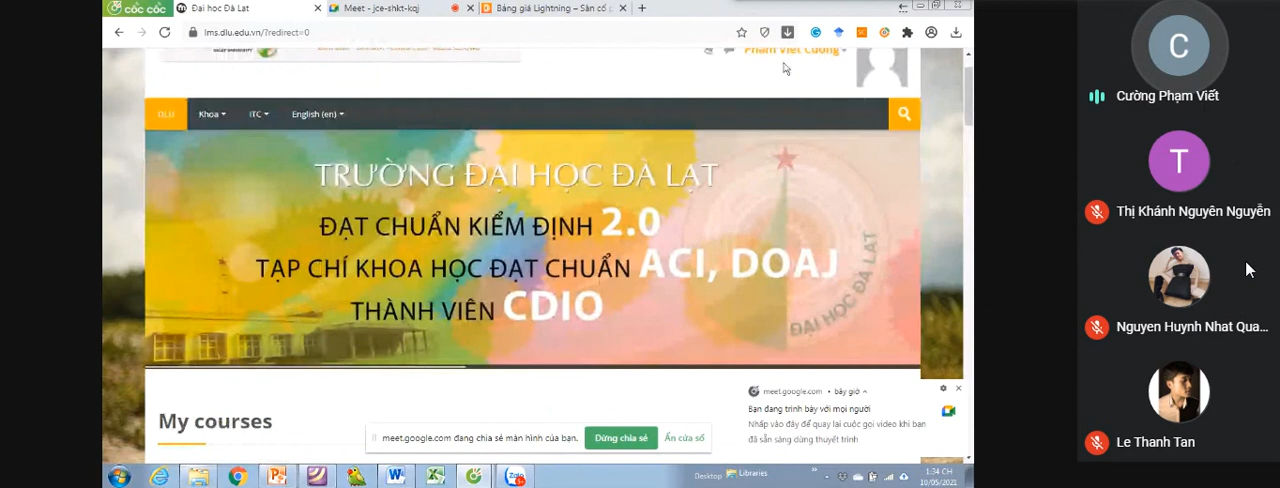 cốc cốc
Đại học Đà Lạt
Meet - jce-shkt-kqj
Bảng giá Lightning – Sàn cổ p
lms.dlu.edu.vn/?redirect=0
Phạm Viết Cường
DLU
Khoa
ITC
English (en)
TRƯỜNG ĐẠI HỌC ĐÀ LẠT
ĐẠT CHUẨN KIỂM ĐỊNH 2.0
TẠP CHÍ KHOA HỌC ĐẠT CHUẨN ACI, DOAJ
THÀNH VIÊN CDIO
ĐẠI HỌC ĐÀ LẠT
My courses
meet.google.com • bây giờ
Bạn đang trình bày với mọi người
Nhấp vào đây để quay lại cuộc gọi video khi bạn
đã sẵn sàng dừng thuyết trình
meet.google.com đang chia sẻ màn hình của bạn.
Dừng chia sẻ
Ẩn cửa sổ
Desktop
Libraries
1:34 CH
10/05/2021
C
Cường Phạm Viết
T
Thị Khánh Nguyên Nguyễn
Nguyen Huynh Nhat Qua...
Le Thanh Tan